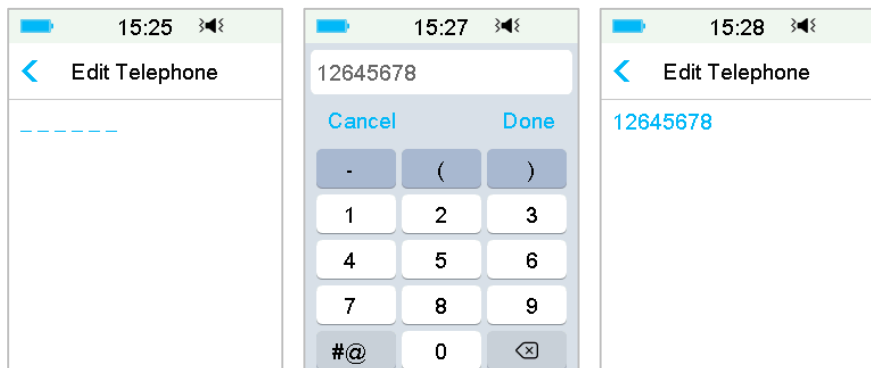 15:25
Edit Telephone
_ _ _ _ _ _
15:27
12645678
Cancel Done
- ( )
1 2 3
4 5 6
7 8 9
#@ 0
15:28
Edit Telephone
12645678